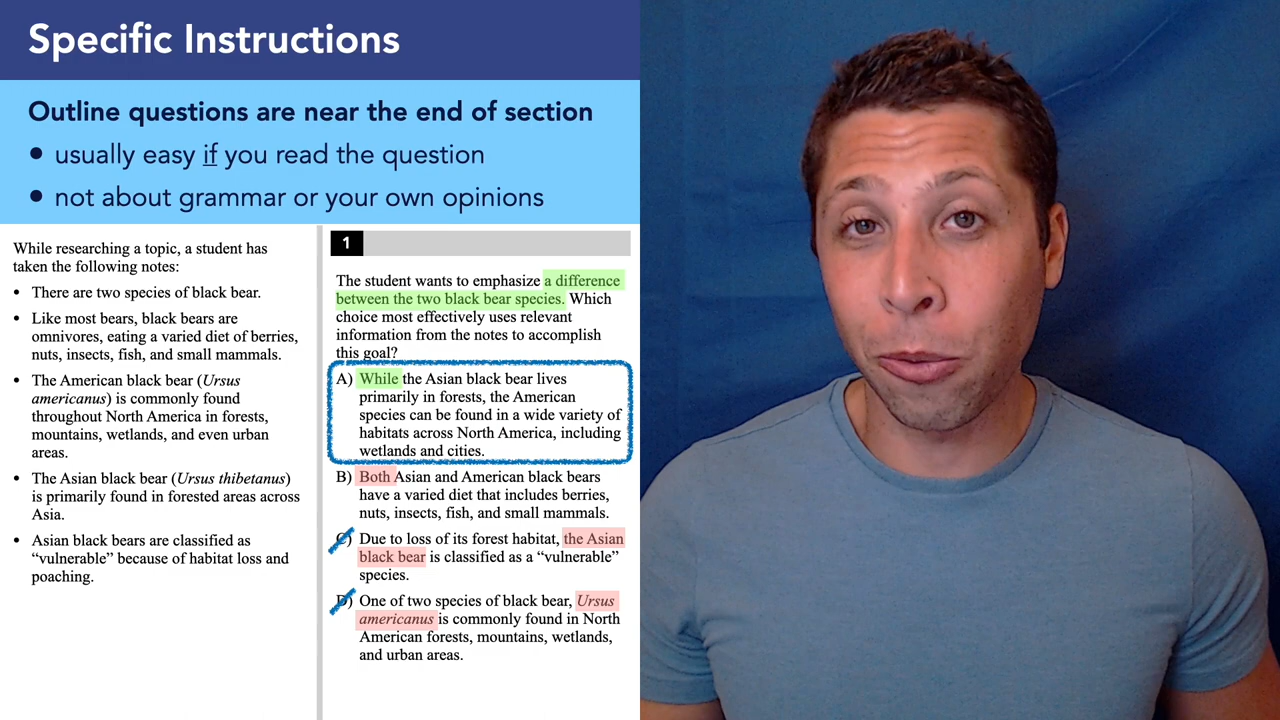 Specific Instructions
Outline questions are near the end of section
• usually easy if you read the question
• not about grammar or your own opinions
While researching a topic, a student has
taken the following notes:
• There are two species of black bear.
• Like most bears, black bears are
omnivores, eating a varied diet of berries,
nuts, insects, fish, and small mammals.
• The American black bear (Ursus
americanus) is commonly found
throughout North America in forests,
mountains, wetlands, and even urban
areas.
• The Asian black bear (Ursus thibetanus)
is primarily found in forested areas across
Asia.
• Asian black bears are classified as
“vulnerable” because of habitat loss and
poaching.
1
The student wants to emphasize a difference
between the two black bear species. Which
choice most effectively uses relevant
information from the notes to accomplish
this goal?
A) While the Asian black bear lives
primarily in forests, the American
species can be found in a wide variety of
habitats across North America, including
wetlands and cities.
B) Both Asian and American black bears
have a varied diet that includes berries,
nuts, insects, fish, and small mammals.
C) Due to loss of its forest habitat, the Asian
black bear is classified as a “vulnerable”
species.
D) One of two species of black bear, Ursus
americanus is commonly found in North
American forests, mountains, wetlands,
and urban areas.